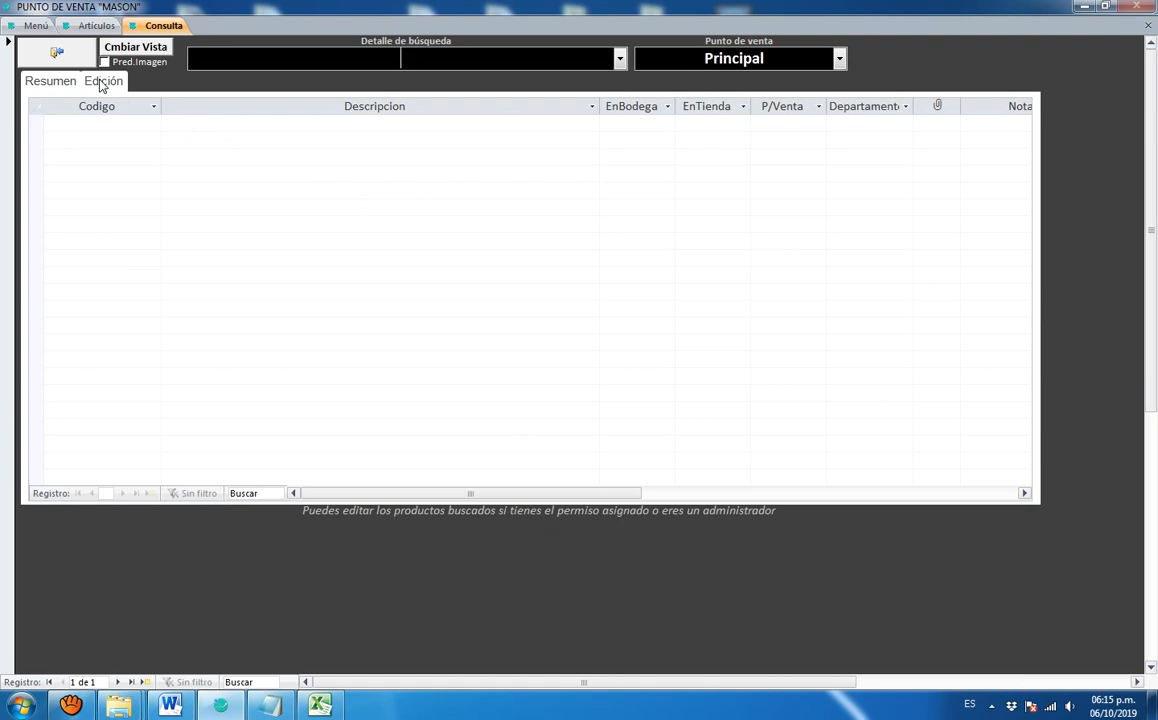 PUNTO DE VENTA "MASON"
Menú Artículos Consulta
Cmbiar Vista
Pred.Imagen
Detalle de búsqueda
Punto de venta
Principal
Resumen Edición
Codigo Descripcion EnBodega EnTienda P/Venta Departament Nota
Registro: Sin filtro Buscar
Puedes editar los productos buscados sí tienes el permiso asignado o eres un administrador
Registro: 1 de 1 Sin filtro Buscar
ES 06:15 p.m.
06/10/2019